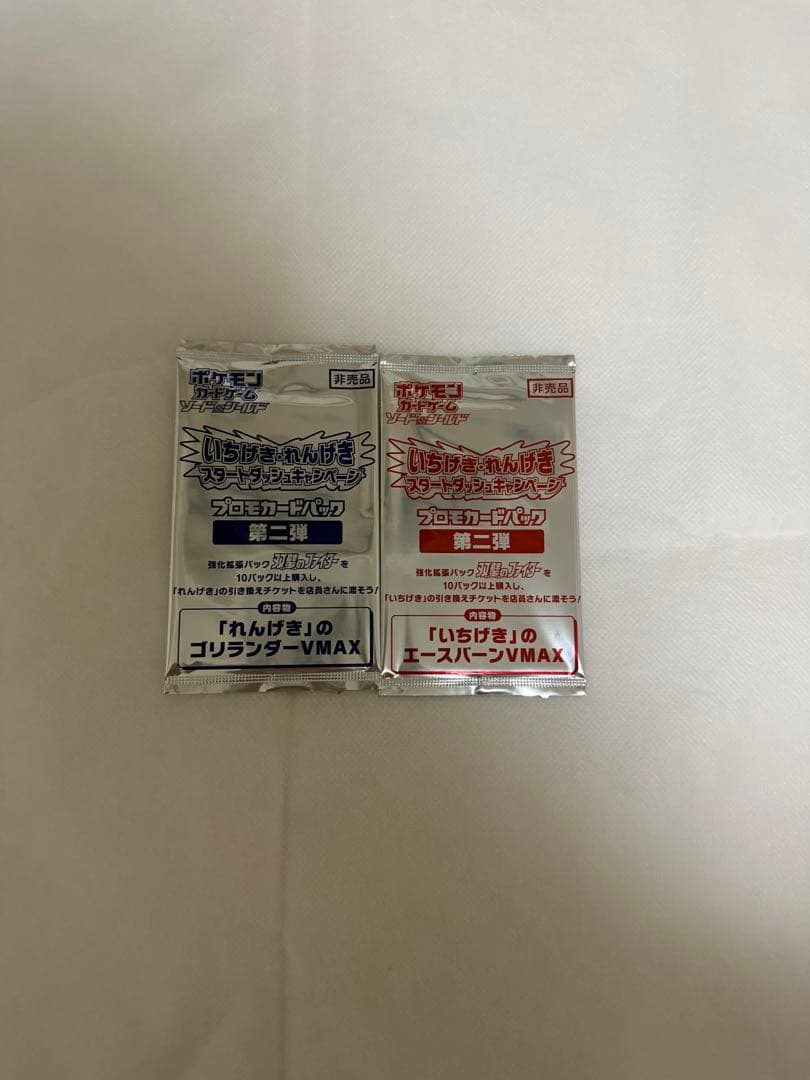 ポケモン
カードゲーム
ソード&シールド
非売品
いちげき・れんげき
スタートダッシュキャンペーン
プロモカードパック
第二弾
強化拡張パック 双璧のファイターを
10パック以上購入し、
「れんげき」の引き換えチケットを店員さんに渡そう!
内容物
「れんげき」の
ゴリランダーVMAX
ポケモン
カードゲーム
ソード&シールド
非売品
いちげき・れんげき
スタートダッシュキャンペーン
プロモカードパック
第二弾
強化拡張パック 双璧のファイターを
10パック以上購入し、
「いちげき」の引き換えチケットを店員さんに渡そう!
内容物
「いちげき」の
エースバーンVMAX